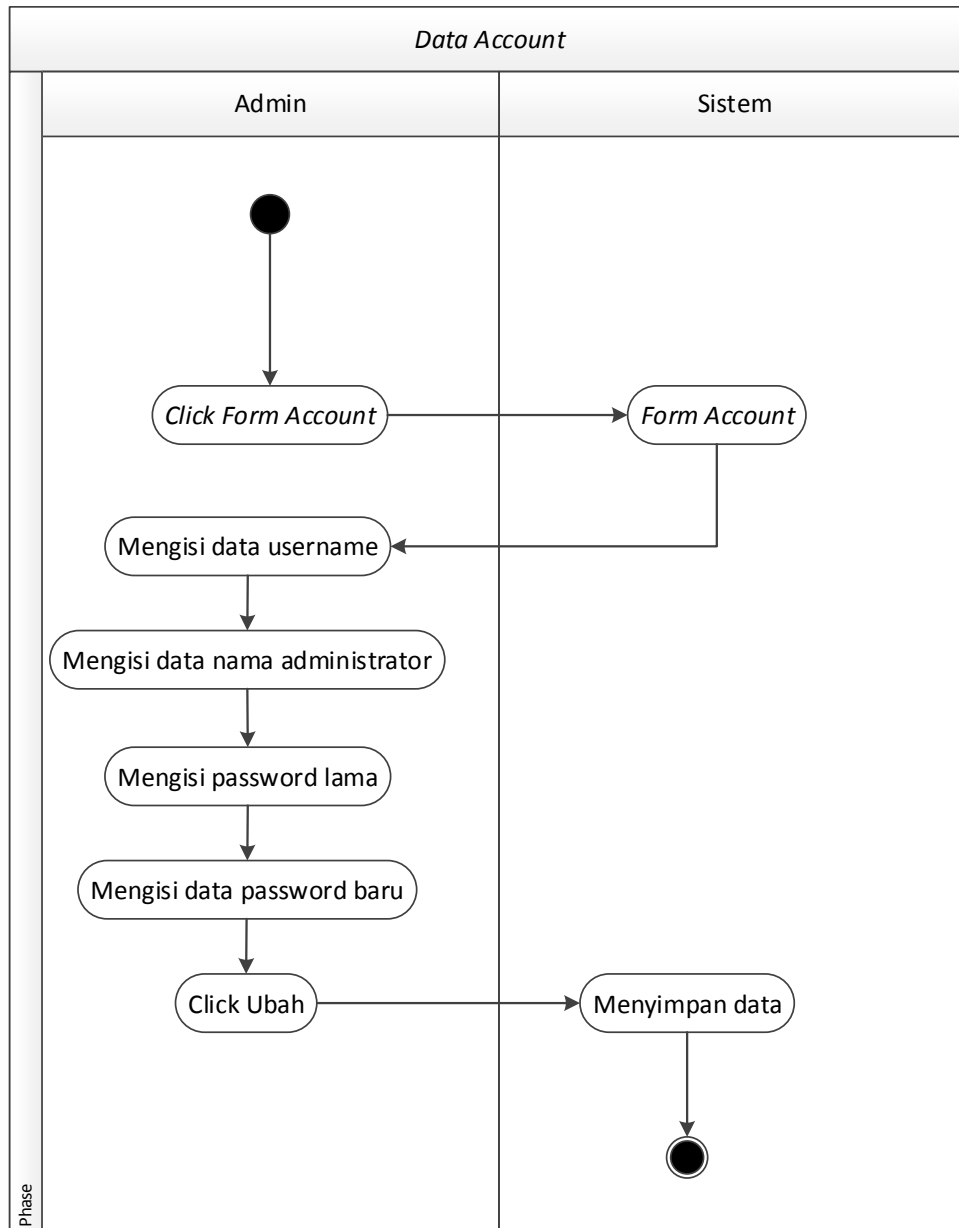 Data Account
Admin
Sistem
Click Form Account
Form Account
Mengisi data username
Mengisi data nama administrator
Mengisi password lama
Mengisi data password baru
Click Ubah
Menyimpan data
Phase